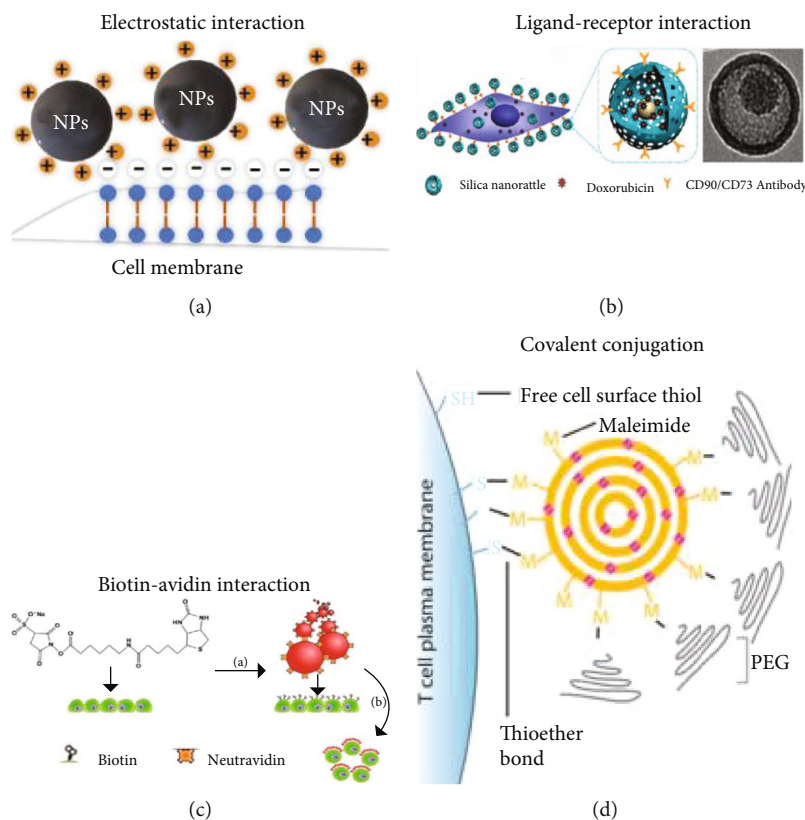 Electrostatic interaction
NPs
NPs
NPs
Cell membrane
(a)
Ligand-receptor interaction
Silica nanorattle
Doxorubicin
CD90/CD73 Antibody
(b)
Biotin-avidin interaction
(a)
(b)
Biotin
Neutravidin
(c)
Covalent conjugation
SH
Free cell surface thiol
Maleimide
M
M
M
S
M
M
M
S
M
M
M
M
M
T cell plasma membrane
PEG
Thioether
bond
(d)